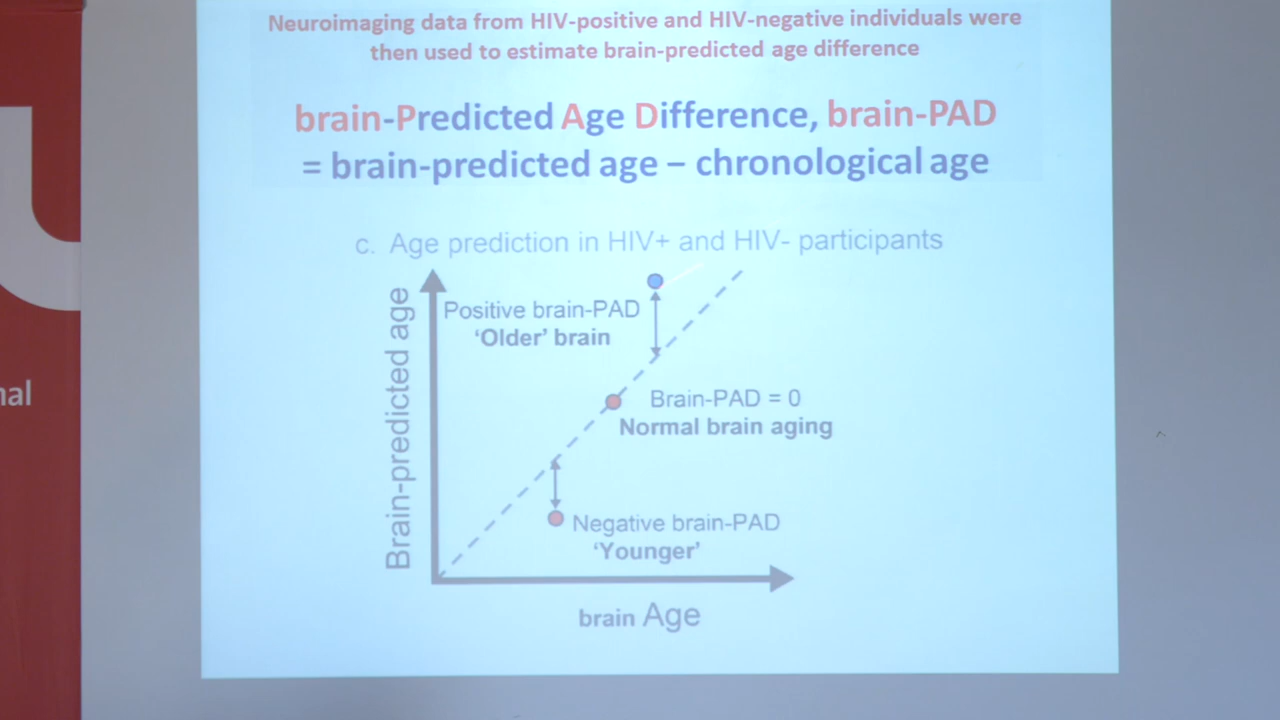 Neuroimaging data from HIV-positive and HIV-negative individuals were
then used to estimate brain-predicted age difference
brain-Predicted Age Difference, brain-PAD
= brain-predicted age – chronological age
c. Age prediction in HIV+ and HIV- participants
Brain-predicted age
Positive brain-PAD
‘Older’ brain
Brain-PAD = 0
Normal brain aging
Negative brain-PAD
‘Younger’
brain Age